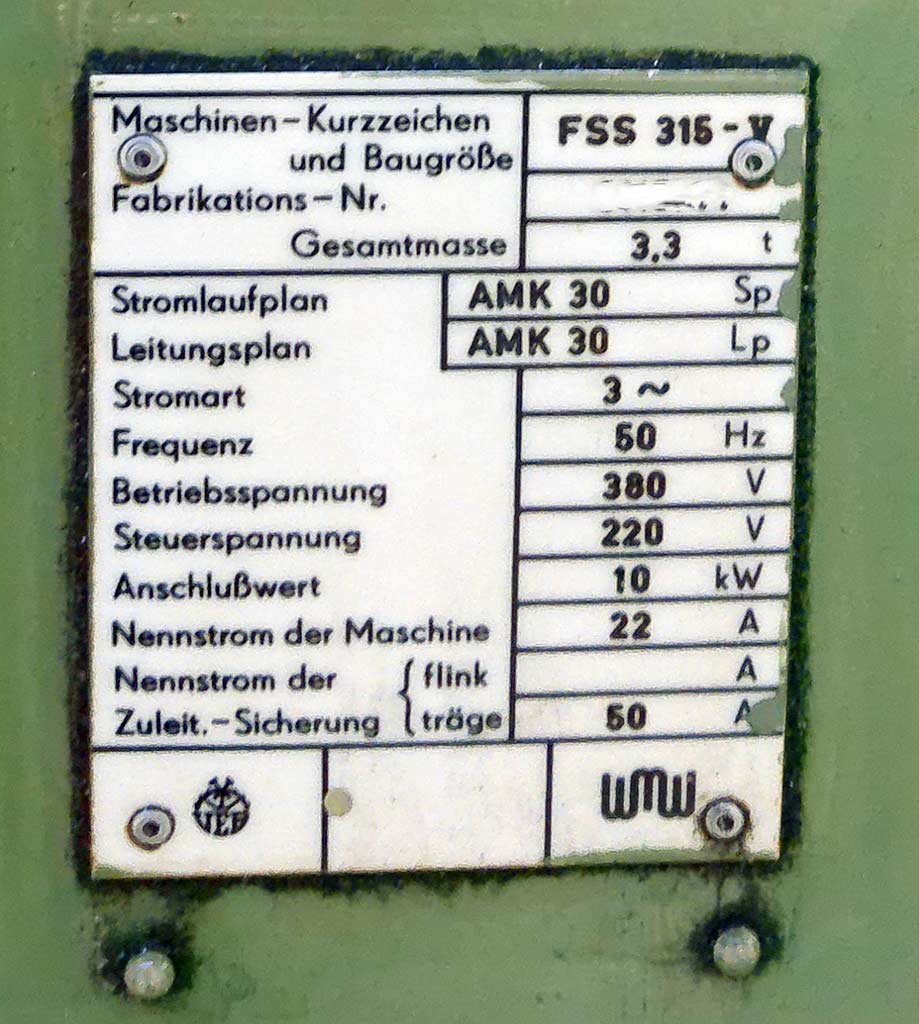 Maschinen-Kurzzeichen FSS 315-V
und Baugröße
Fabrikations-Nr.
Gesamtmasse 3,3 t
Stromlaufplan AMK 30 Sp
Leitungsplan AMK 30 Lp
Stromart 3 ~
Frequenz 50 Hz
Betriebsspannung 380 V
Steuerspannung 220 V
Anschlußwert 10 kW
Nennstrom der Maschine 22 A
Nennstrom der { flink A
Zuleit.-Sicherung { träge 50 A
WMW